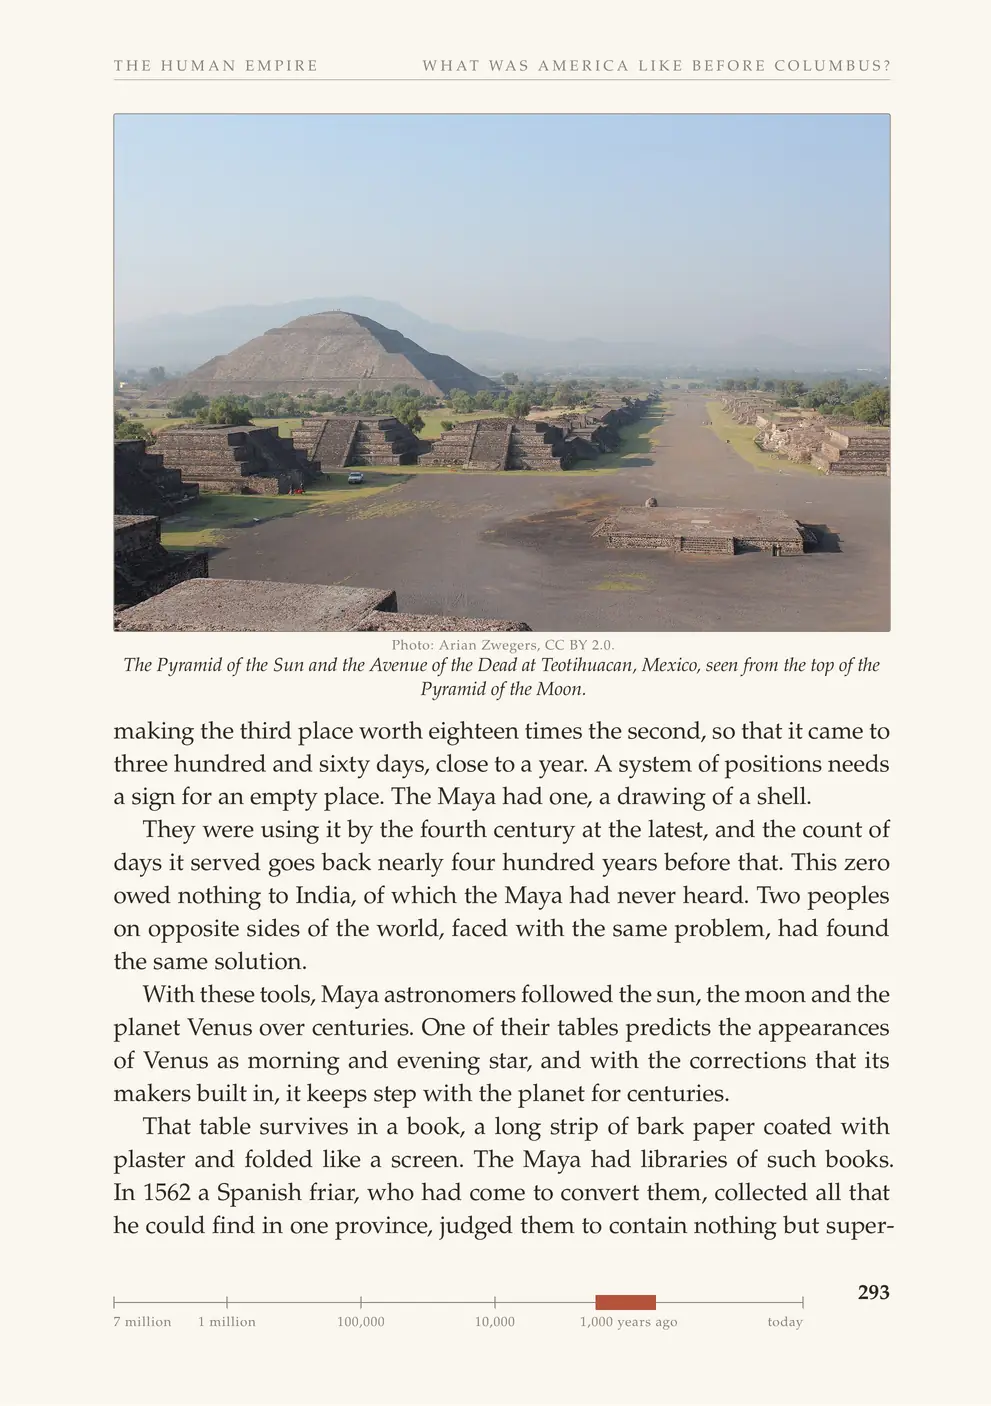 THE HUMAN EMPIRE
WHAT WAS AMERICA LIKE BEFORE COLUMBUS?
Photo: Arian Zwegers, CC BY 2.0.
The Pyramid of the Sun and the Avenue of the Dead at Teotihuacan, Mexico, seen from the top of the
Pyramid of the Moon.
making the third place worth eighteen times the second, so that it came to
three hundred and sixty days, close to a year. A system of positions needs
a sign for an empty place. The Maya had one, a drawing of a shell.
They were using it by the fourth century at the latest, and the count of
days it served goes back nearly four hundred years before that. This zero
owed nothing to India, of which the Maya had never heard. Two peoples
on opposite sides of the world, faced with the same problem, had found
the same solution.
With these tools, Maya astronomers followed the sun, the moon and the
planet Venus over centuries. One of their tables predicts the appearances
of Venus as morning and evening star, and with the corrections that its
makers built in, it keeps step with the planet for centuries.
That table survives in a book, a long strip of bark paper coated with
plaster and folded like a screen. The Maya had libraries of such books.
In 1562 a Spanish friar, who had come to convert them, collected all that
he could find in one province, judged them to contain nothing but super-
293
7 million
1 million
100,000
10,000
1,000 years ago
today